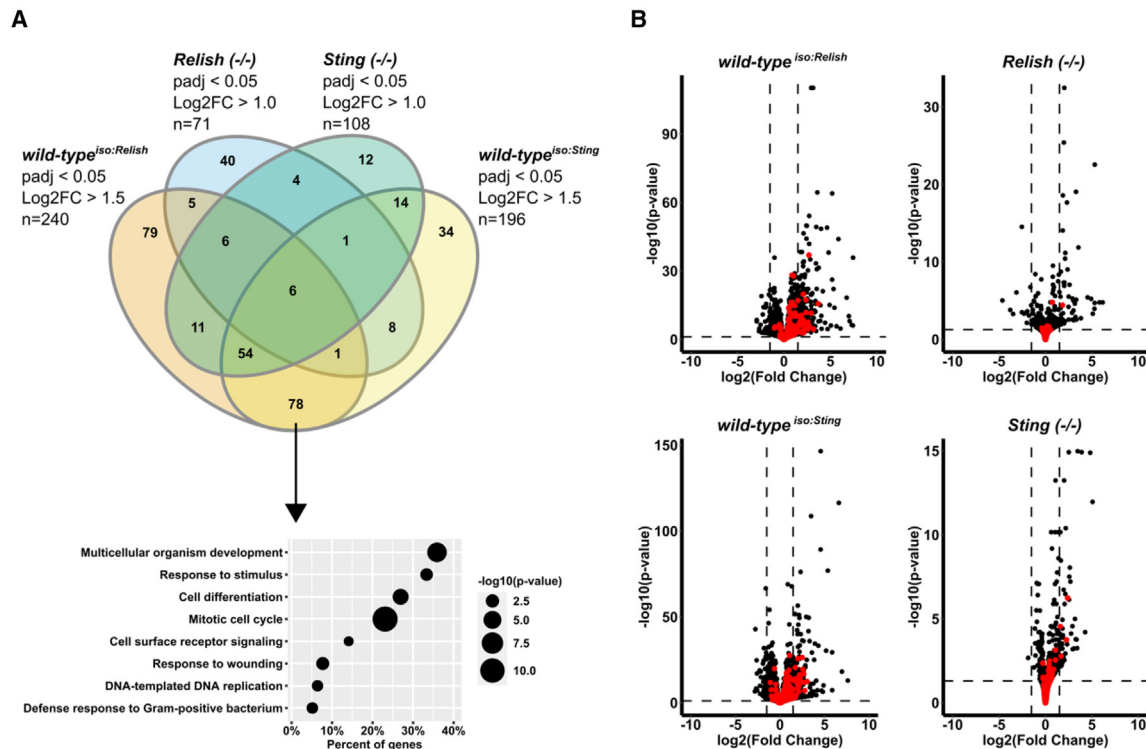 A
Relish (-/-)
padj < 0.05
Log2FC > 1.0
n=71
Sting (-/-)
padj < 0.05
Log2FC > 1.0
n=108
wild-type iso:Relish
padj < 0.05
Log2FC > 1.5
n=240
wild-type iso:Sting
padj < 0.05
Log2FC > 1.5
n=196
40
12
4
5
14
79
6
1
34
6
11
8
54
1
78
Multicellular organism development
Response to stimulus
Cell differentiation
Mitotic cell cycle
Cell surface receptor signaling
Response to wounding
DNA-templated DNA replication
Defense response to Gram-positive bacterium
0% 10% 20% 30% 40%
Percent of genes
-log10(p-value)
2.5
5.0
7.5
10.0
B
wild-type iso:Relish
-log10(p-value)
90
60
30
0
-10 -5 0 5 10
log2(Fold Change)
Relish (-/-)
-log10(p-value)
30
20
10
0
-10 -5 0 5 10
log2(Fold Change)
wild-type iso:Sting
-log10(p-value)
150
100
50
0
-10 -5 0 5 10
log2(Fold Change)
Sting (-/-)
-log10(p-value)
15
10
5
0
-10 -5 0 5 10
log2(Fold Change)